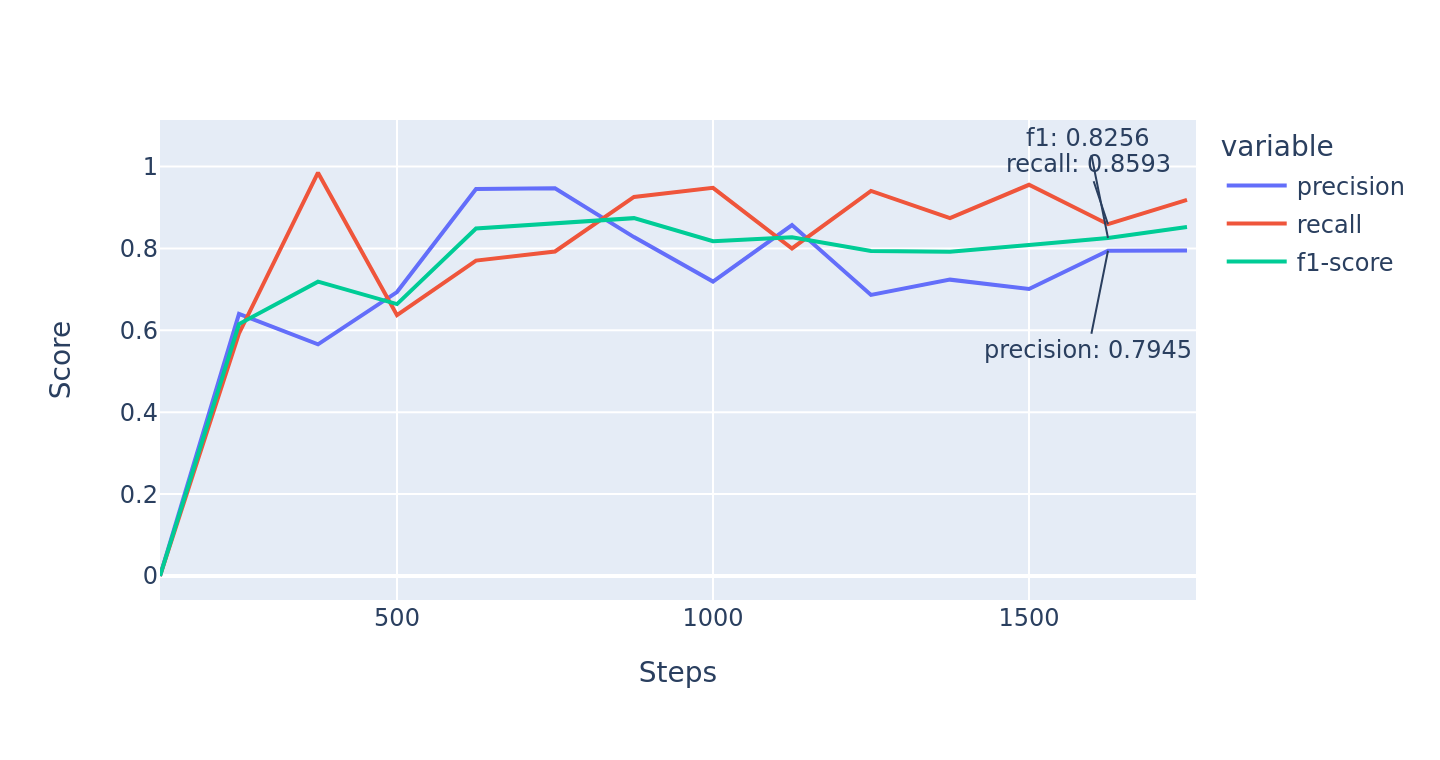 f1: 0.8256
recall: 0.8593
precision: 0.7945
variable
precision
recall
f1-score
1
0.8
0.6
0.4
0.2
0
Score
500
1000
1500
Steps